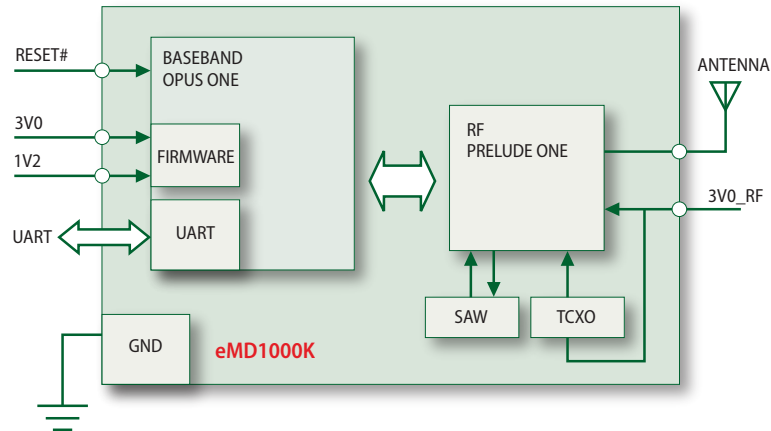 RESET#
BASEBAND
OPUS ONE
ANTENNA
3V0
1V2
FIRMWARE
RF
PRELUDE ONE
3V0_RF
UART
UART
SAW
TCXO
GND
eMD1000K